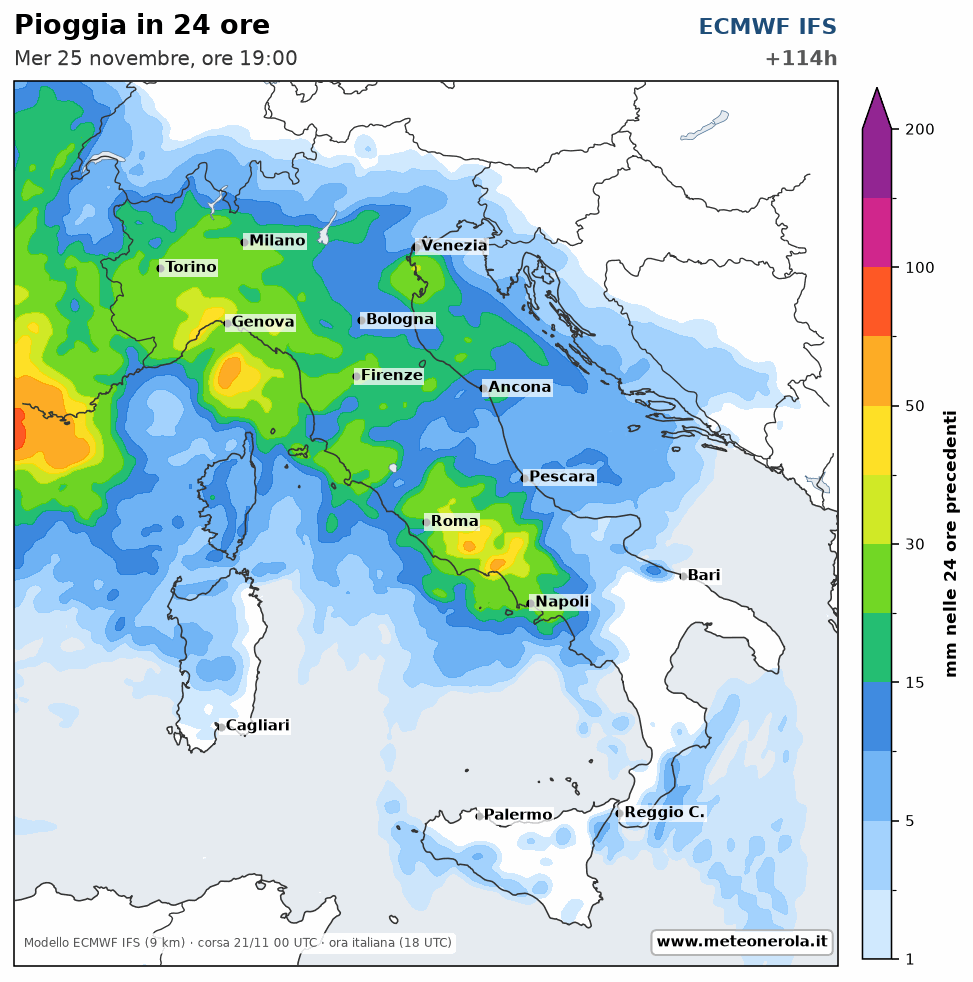 Pioggia in 24 ore
ECMWF IFS
Mer 25 novembre, ore 19:00
+114h
200
100
50
30
15
5
1
mm nelle 24 ore precedenti
Milano
Venezia
Torino
Genova
Bologna
Firenze
Ancona
Pescara
Roma
Bari
Napoli
Cagliari
Palermo
Reggio C.
Modello ECMWF IFS (9 km) · corsa 21/11 00 UTC · ora italiana (18 UTC)
www.meteonerola.it